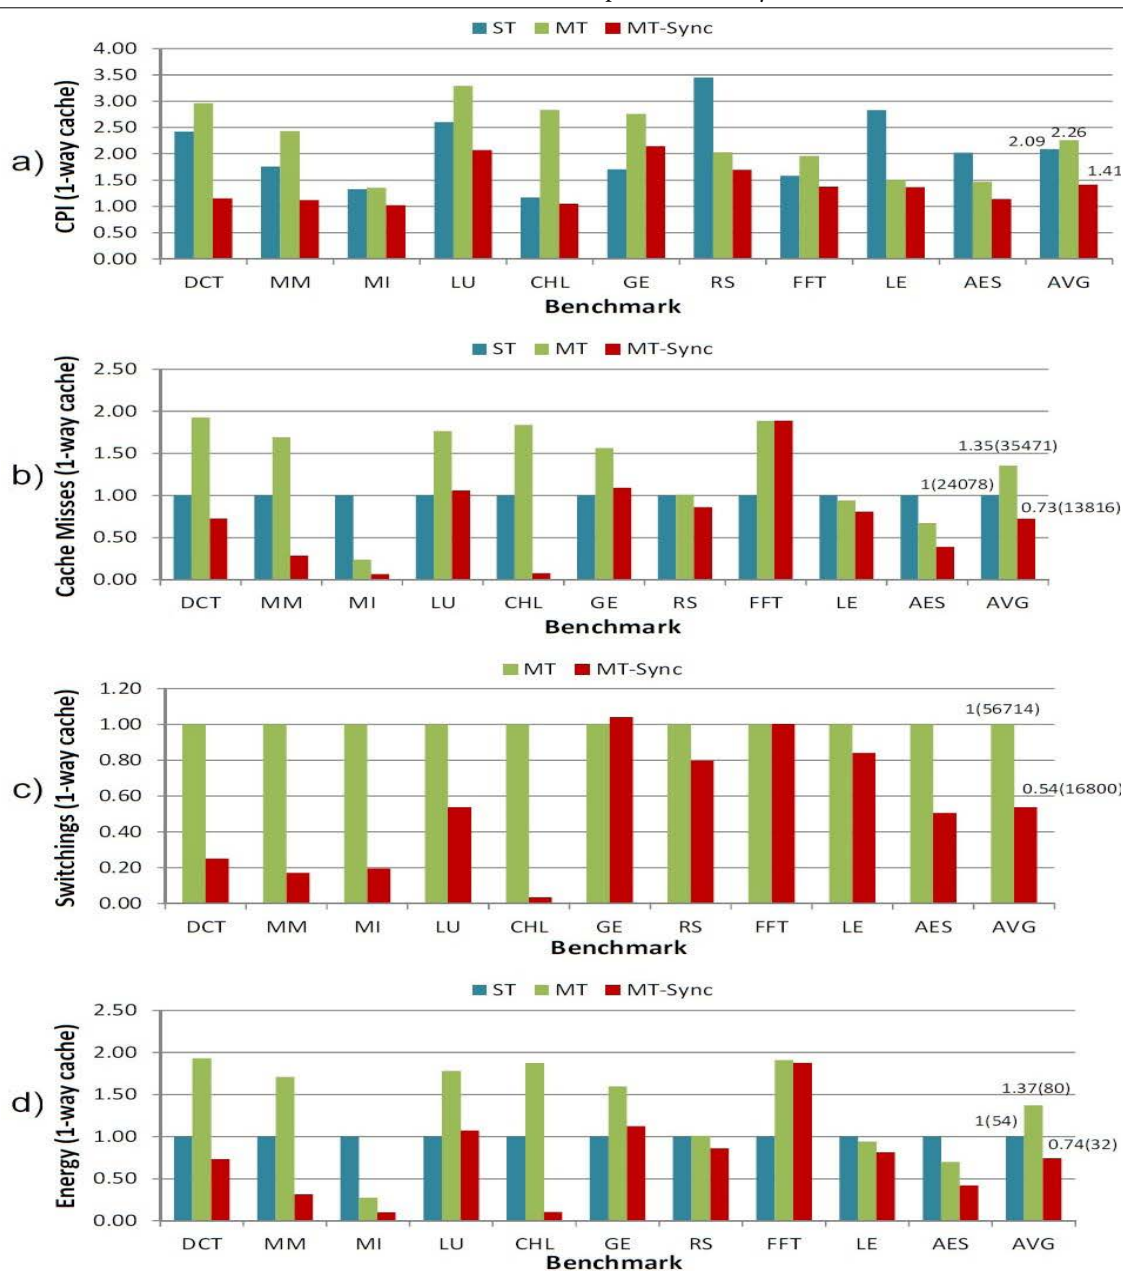 ST MT MT-Sync
4.00
3.50
3.00
2.50
2.00
1.50
1.00
0.50
0.00
a)
CPI (1-way cache)
2.09
2.26
1.41
DCT MM MI LU CHL GE RS FFT LE AES AVG
Benchmark
ST MT MT-Sync
2.50
2.00
1.50
1.00
0.50
0.00
b)
Cache Misses (1-way cache)
1.35(35471)
1(24078)
0.73(13816)
DCT MM MI LU CHL GE RS FFT LE AES AVG
Benchmark
MT MT-Sync
1.20
1.00
0.80
0.60
0.40
0.20
0.00
c)
Switchings (1-way cache)
1(56714)
0.54(16800)
DCT MM MI LU CHL GE RS FFT LE AES AVG
Benchmark
ST MT MT-Sync
2.50
2.00
1.50
1.00
0.50
0.00
d)
Energy (1-way cache)
1.37(80)
1(54)
0.74(32)
DCT MM MI LU CHL GE RS FFT LE AES AVG
Benchmark